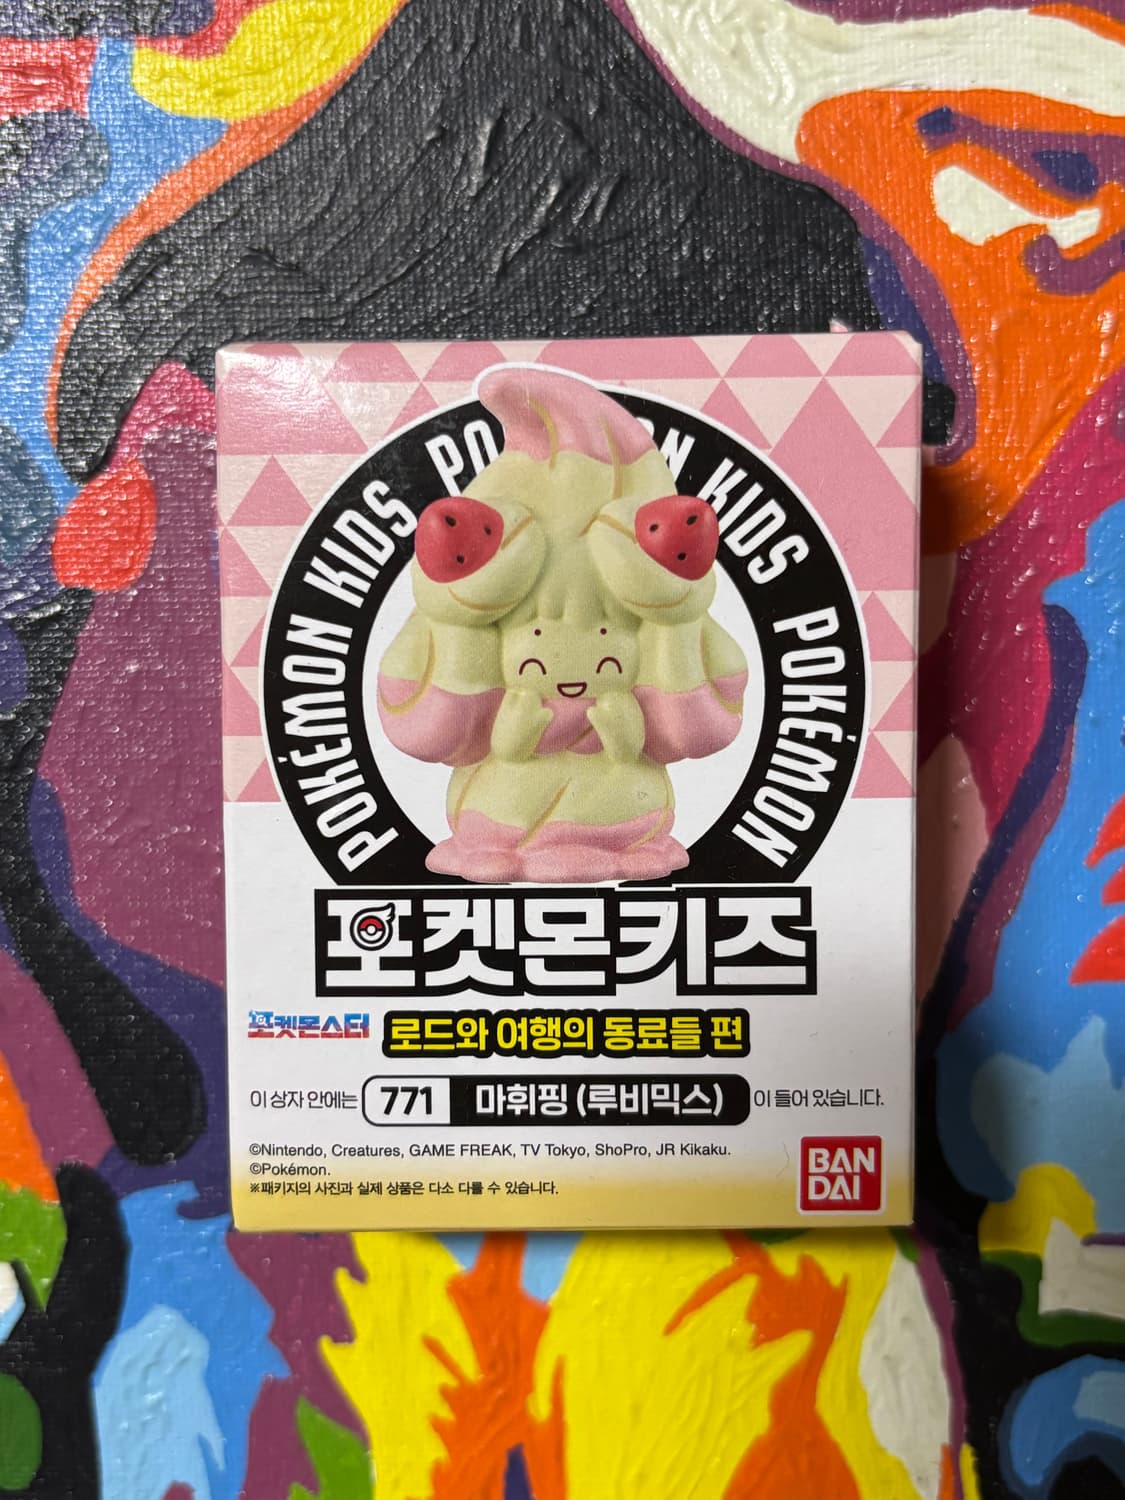 POKÉMON KIDS PO ON KIDS POKÉMON
포켓몬키즈
포켓몬스터 로드와 여행의 동료들 편
이 상자 안에는 771 마휘핑 (루비믹스) 이 들어 있습니다.
©Nintendo, Creatures, GAME FREAK, TV Tokyo, ShoPro, JR Kikaku.
©Pokémon.
※패키지의 사진과 실제 상품은 다소 다를 수 있습니다.
BAN
DAI